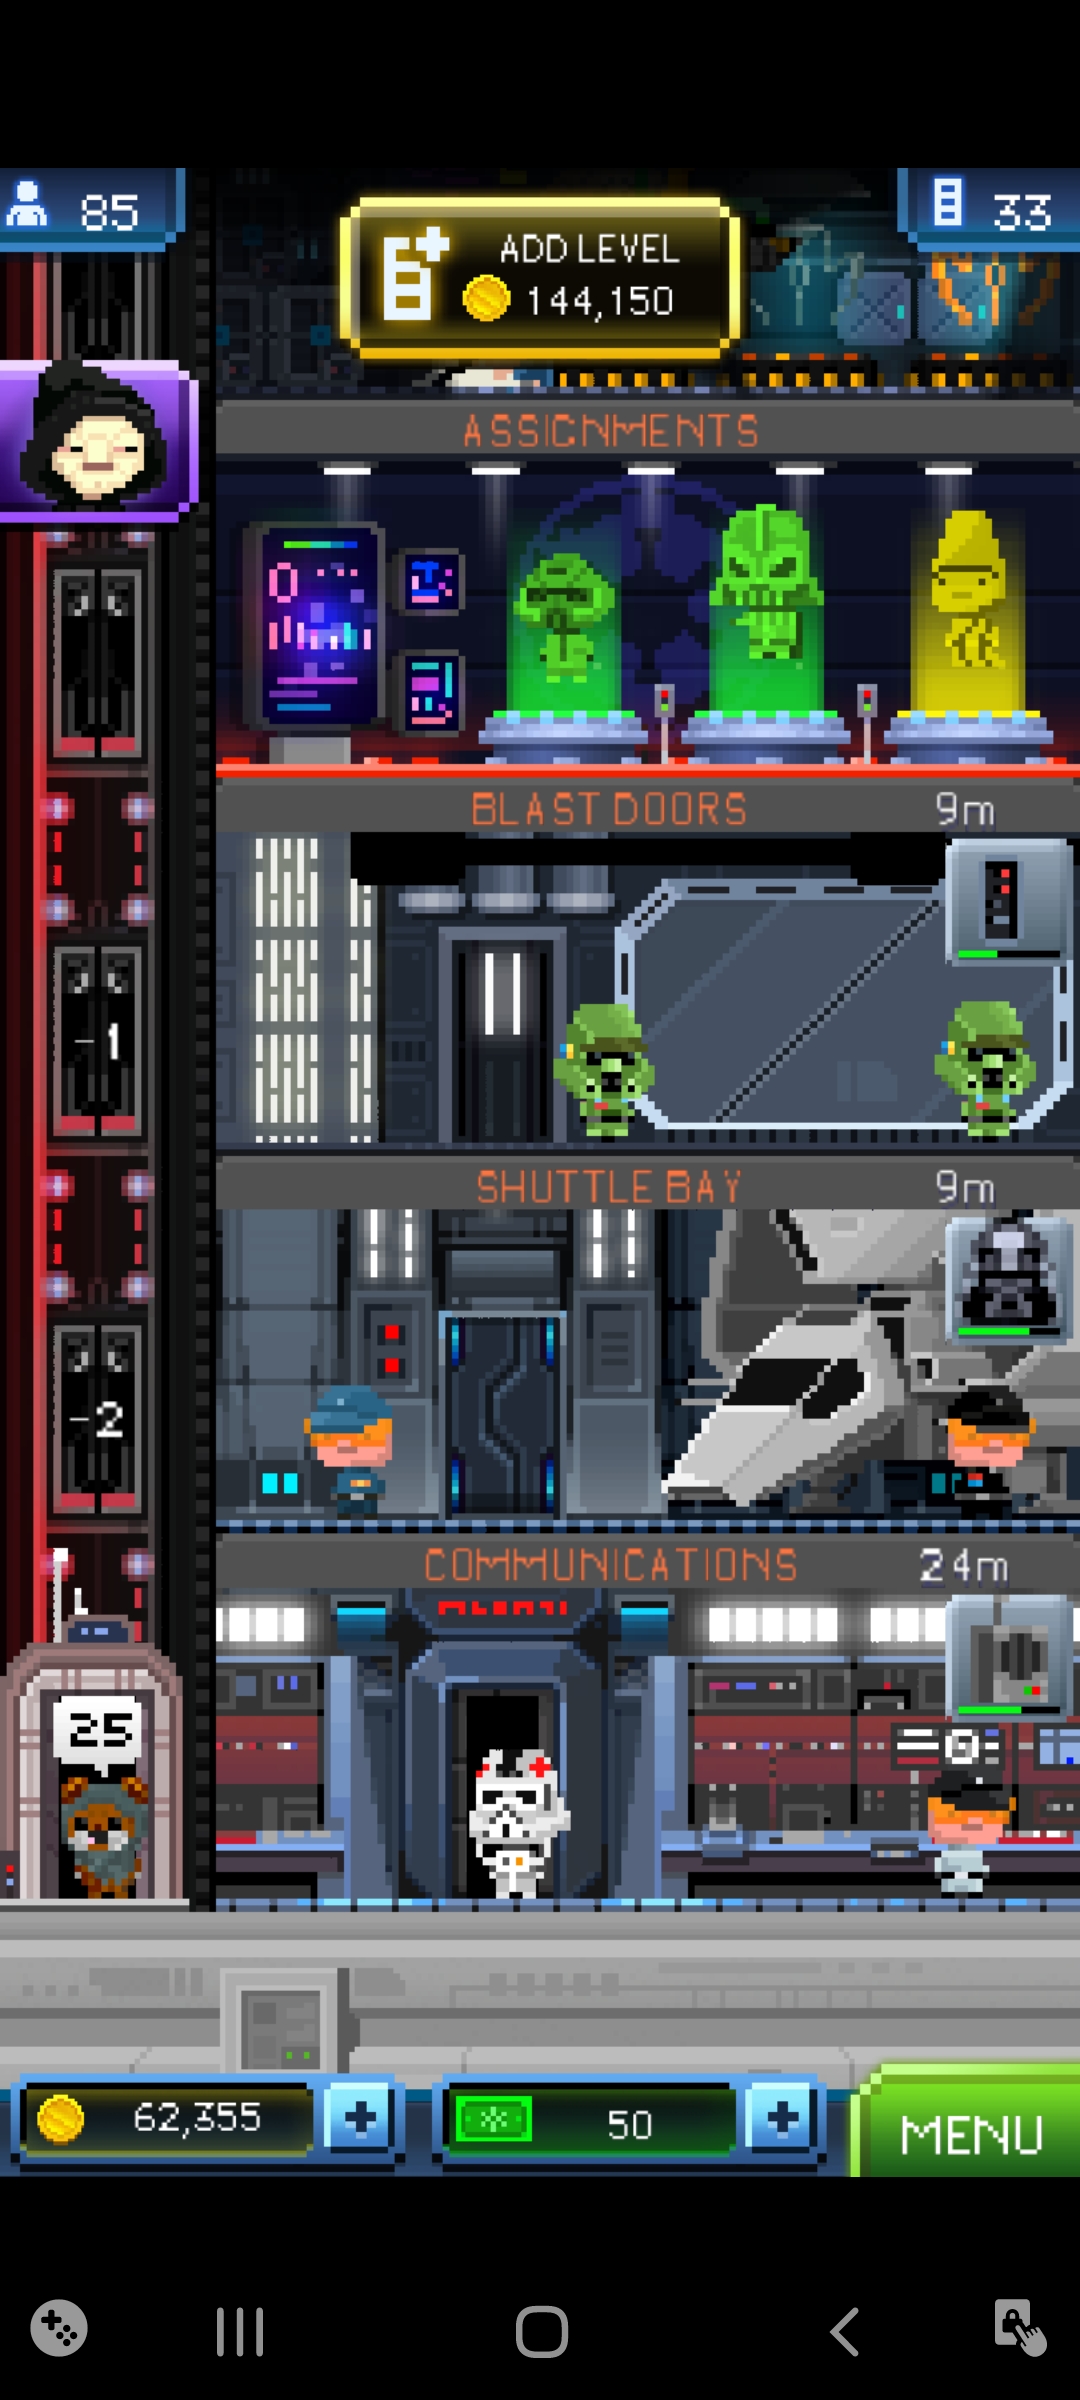 85
ADD LEVEL
144,150
33
ASSIGNMENTS
BLAST DOORS 9m
-1
SHUTTLE BAY 9m
-2
COMMUNICATIONS 24m
25
62,355
50
MENU